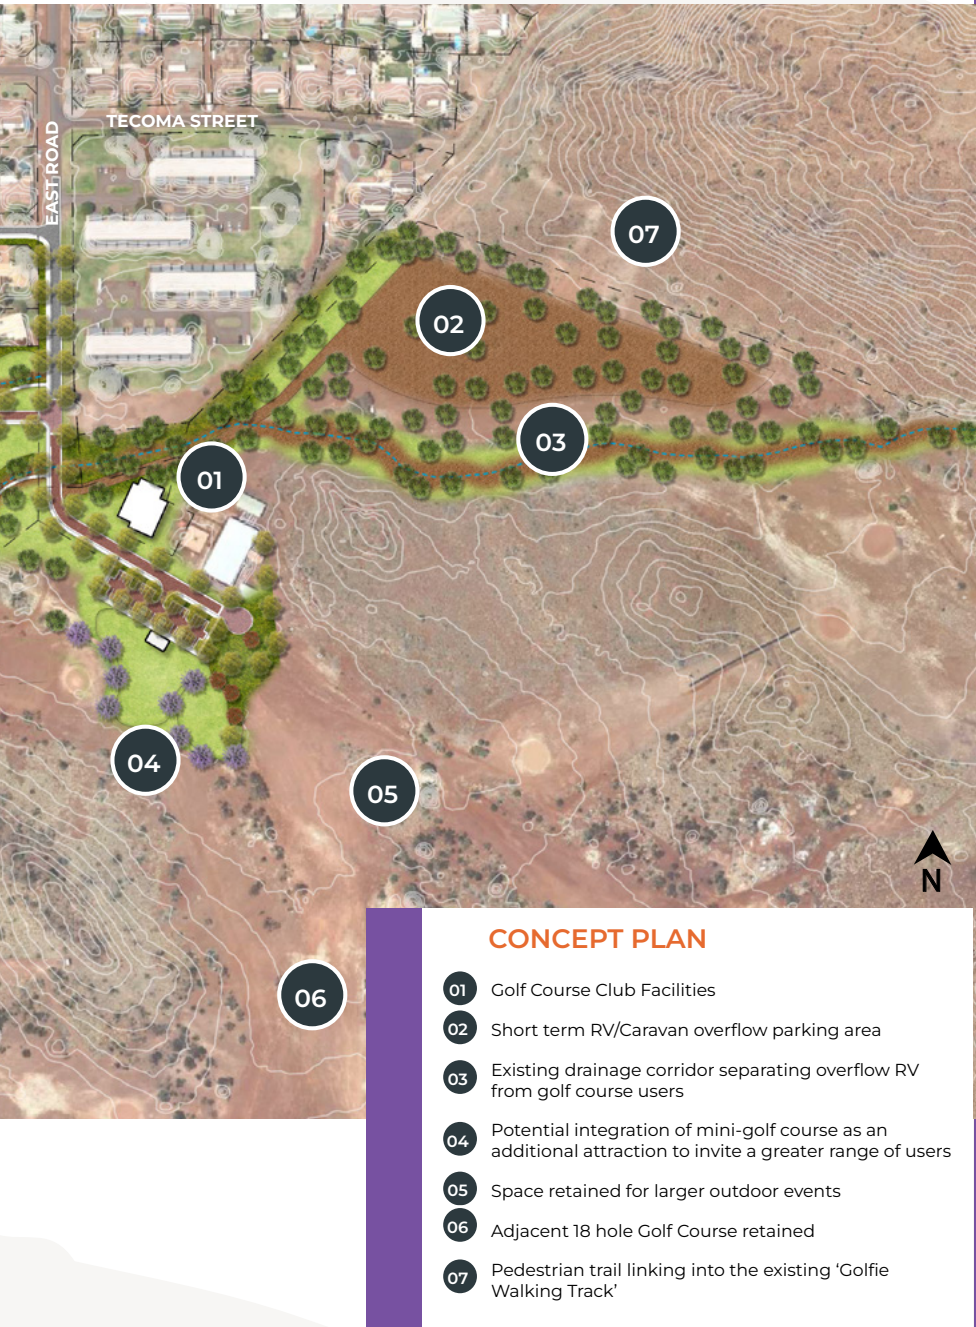 TECOMA STREET
EAST ROAD
07
02
03
01
04
05
06
N
CONCEPT PLAN
01 Golf Course Club Facilities
02 Short term RV/Caravan overflow parking area
03 Existing drainage corridor separating overflow RV
from golf course users
04 Potential integration of mini-golf course as an
additional attraction to invite a greater range of users
05 Space retained for larger outdoor events
06 Adjacent 18 hole Golf Course retained
07 Pedestrian trail linking into the existing ‘Golfie
Walking Track’